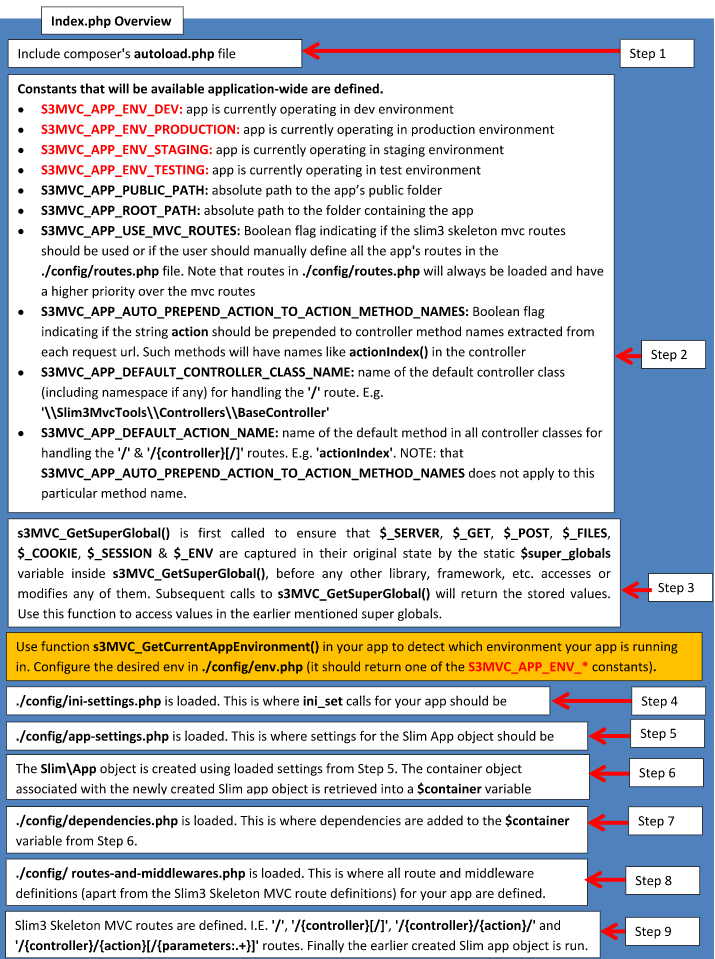 Index.php Overview
Include composer's autoload.php file
Step 1
Constants that will be available application-wide are defined.
• S3MVC_APP_ENV_DEV: app is currently operating in dev environment
• S3MVC_APP_ENV_PRODUCTION: app is currently operating in production environment
• S3MVC_APP_ENV_STAGING: app is currently operating in staging environment
• S3MVC_APP_ENV_TESTING: app is currently operating in test environment
• S3MVC_APP_PUBLIC_PATH: absolute path to the app's public folder
• S3MVC_APP_ROOT_PATH: absolute path to the folder containing the app
• S3MVC_APP_USE_MVC_ROUTES: Boolean flag indicating if the slim3 skeleton mvc routes
should be used or if the user should manually define all the app's routes in the
./config/routes.php file. Note that routes in ./config/routes.php will always be loaded and have
a higher priority over the mvc routes
• S3MVC_APP_AUTO_PREPEND_ACTION_TO_ACTION_METHOD_NAMES: Boolean flag
indicating if the string action should be prepended to controller method names extracted from
each request url. Such methods will have names like actionIndex() in the controller
• S3MVC_APP_DEFAULT_CONTROLLER_CLASS_NAME: name of the default controller class
(including namespace if any) for handling the '/' route. E.g.
'\\Slim3MvcTools\\Controllers\\BaseController'
• S3MVC_APP_DEFAULT_ACTION_NAME: name of the default method in all controller classes for
handling the '/' & '/{controller}[/]' routes. E.g. 'actionIndex'. NOTE: that
S3MVC_APP_AUTO_PREPEND_ACTION_TO_ACTION_METHOD_NAMES does not apply to this
particular method name.
Step 2
s3MVC_GetSuperGlobal() is first called to ensure that $_SERVER, $_GET, $_POST, $_FILES,
$_COOKIE, $_SESSION & $_ENV are captured in their original state by the static $super_globals
variable inside s3MVC_GetSuperGlobal(), before any other library, framework, etc. accesses or
modifies any of them. Subsequent calls to s3MVC_GetSuperGlobal() will return the stored values.
Use this function to access values in the earlier mentioned super globals.
Step 3
Use function s3MVC_GetCurrentAppEnvironment() in your app to detect which environment your app is running
in. Configure the desired env in ./config/env.php (it should return one of the S3MVC_APP_ENV_* constants).
./config/ini-settings.php is loaded. This is where ini_set calls for your app should be
Step 4
./config/app-settings.php is loaded. This is where settings for the Slim App object should be
Step 5
The Slim\App object is created using loaded settings from Step 5. The container object
associated with the newly created Slim app object is retrieved into a $container variable
Step 6
./config/dependencies.php is loaded. This is where dependencies are added to the $container
variable from Step 6.
Step 7
./config/ routes-and-middlewares.php is loaded. This is where all route and middleware
definitions (apart from the Slim3 Skeleton MVC route definitions) for your app are defined.
Step 8
Slim3 Skeleton MVC routes are defined. I.E. '/', '/{controller}[/]', '/{controller}/{action}/' and
'/{controller}/{action}[/{parameters:.+}]' routes. Finally the earlier created Slim app object is run.
Step 9